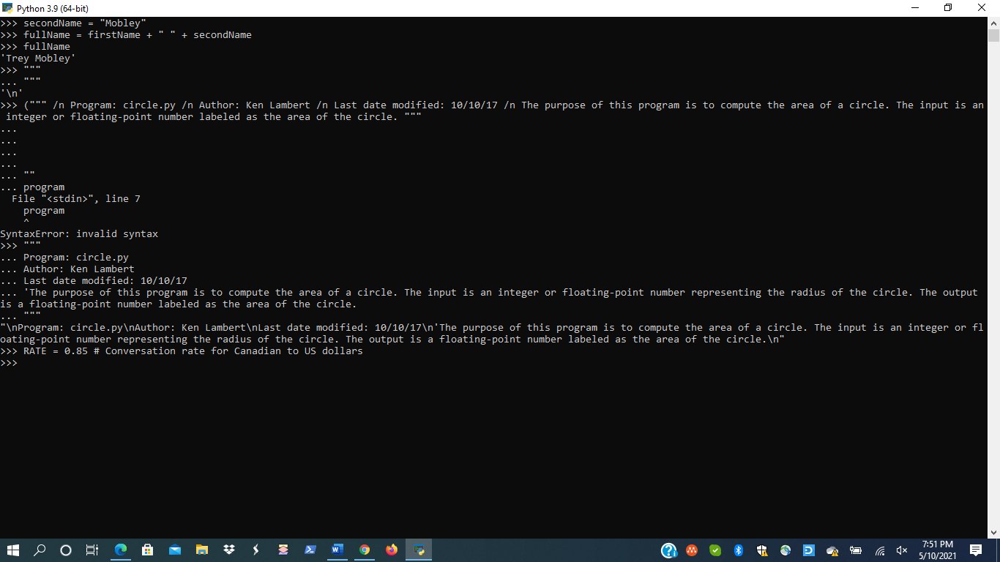 Python 3.9 (64-bit)
>>> secondName = "Mobley"
>>> fullName = firstName + " " + secondName
>>> fullName
'Trey Mobley'
>>> """
... """
'\n'
>>> (""" /n Program: circle.py /n Author: Ken Lambert /n Last date modified: 10/10/17 /n The purpose of this program is to compute the area of a circle. The input is an
 integer or floating-point number labeled as the area of the circle. """
...
...
...
...
... ""
... program
  File "<stdin>", line 7
    program
    ^
SyntaxError: invalid syntax
>>> """
... Program: circle.py
... Author: Ken Lambert
... Last date modified: 10/10/17
... 'The purpose of this program is to compute the area of a circle. The input is an integer or floating-point number representing the radius of the circle. The output
is a floating-point number labeled as the area of the circle.
... """
"\nProgram: circle.py\nAuthor: Ken Lambert\nLast date modified: 10/10/17\n'The purpose of this program is to compute the area of a circle. The input is an integer or fl
oating-point number representing the radius of the circle. The output is a floating-point number labeled as the area of the circle.\n"
>>> RATE = 0.85 # Conversation rate for Canadian to US dollars
>>>
7:51 PM
5/10/2021